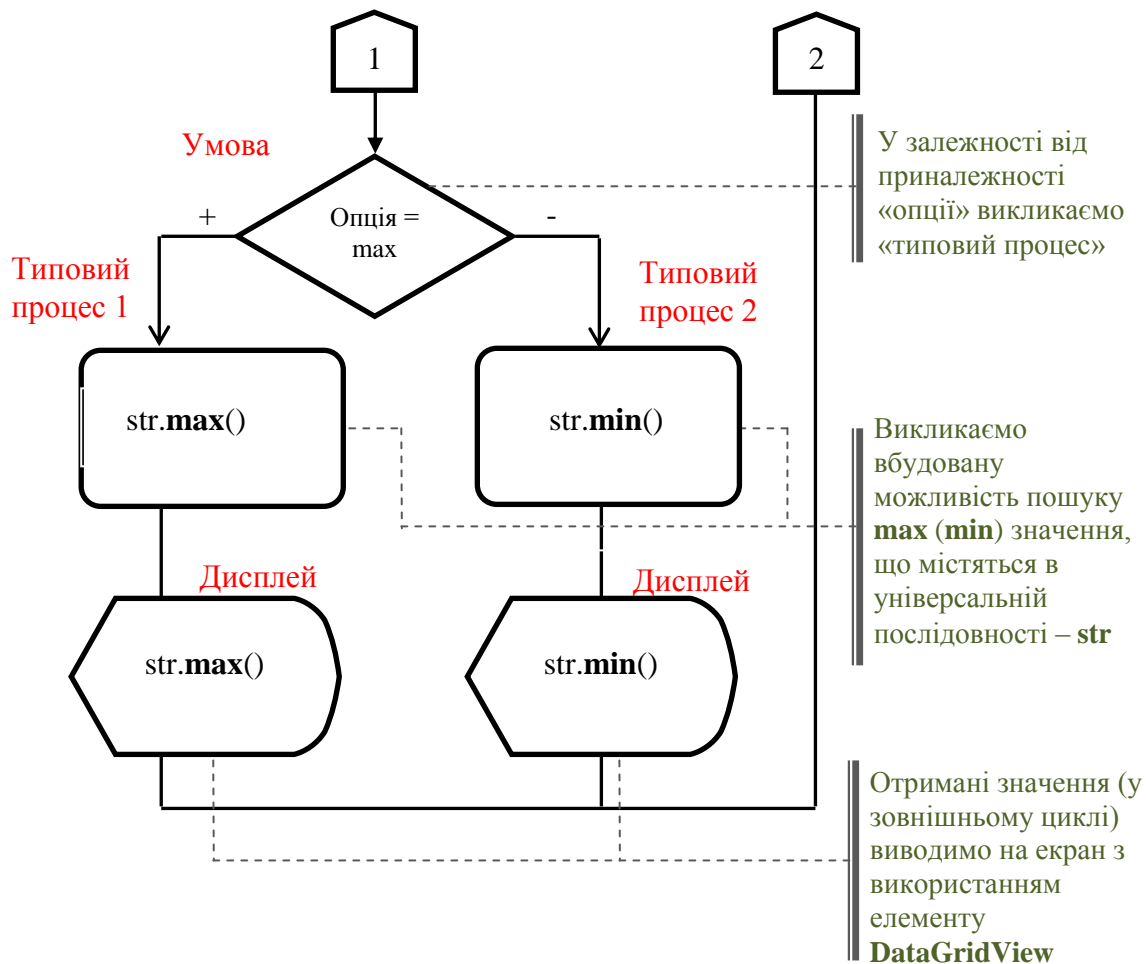 1
2
Умова
У залежності від
приналежності
«опції» викликаємо
«типовий процес»
+
Опція =
max
-
Типовий
процес 1
Типовий
процес 2
str.max()
str.min()
Викликаємо
вбудовану
можливість пошуку
max (min) значення,
що містяться в
універсальній
послідовності – str
Дисплей
Дисплей
str.max()
str.min()
Отримані значення (у
зовнішньому циклі)
виводимо на екран з
використанням
елементу
DataGridView